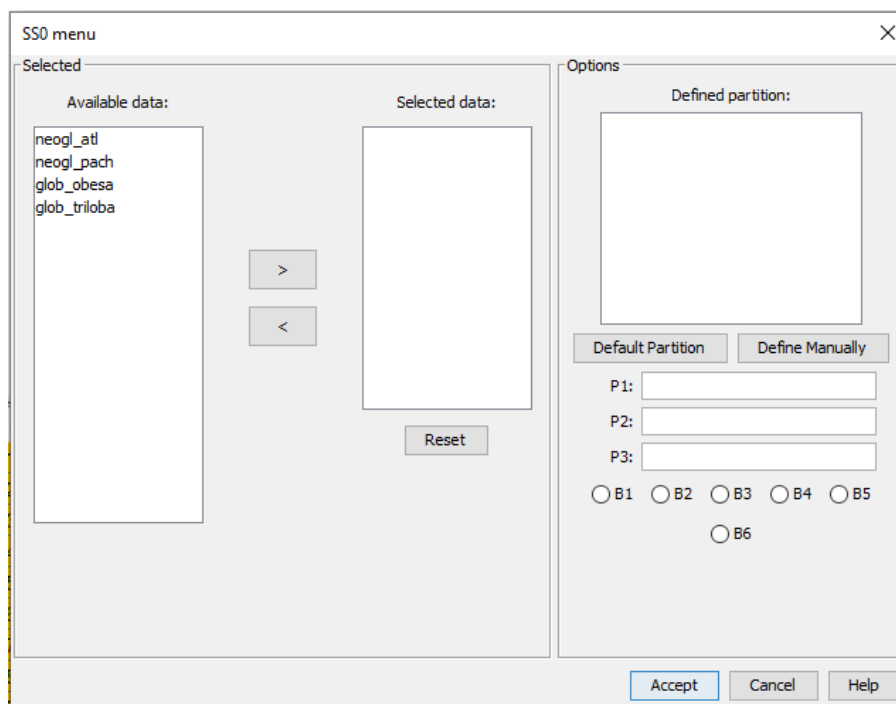 SS0 menu
Selected
Available data:
neogl_atl
neogl_pach
glob_obesa
glob_triloba
>
<
Selected data:
Reset
Options
Defined partition:
Default Partition Define Manually
P1:
P2:
P3:
B1 B2 B3 B4 B5
B6
Accept Cancel Help